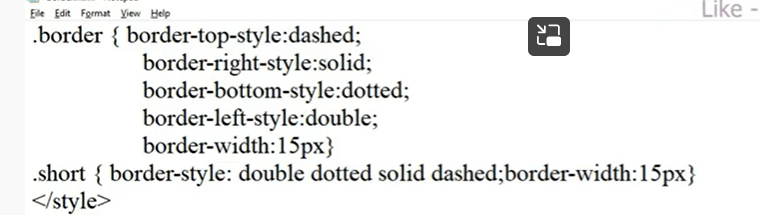 Like -
File Edit Format View Help
.border { border-top-style:dashed;
border-right-style:solid;
border-bottom-style:dotted;
border-left-style:double;
border-width:15px}
.short { border-style: double dotted solid dashed;border-width:15px}
</style>